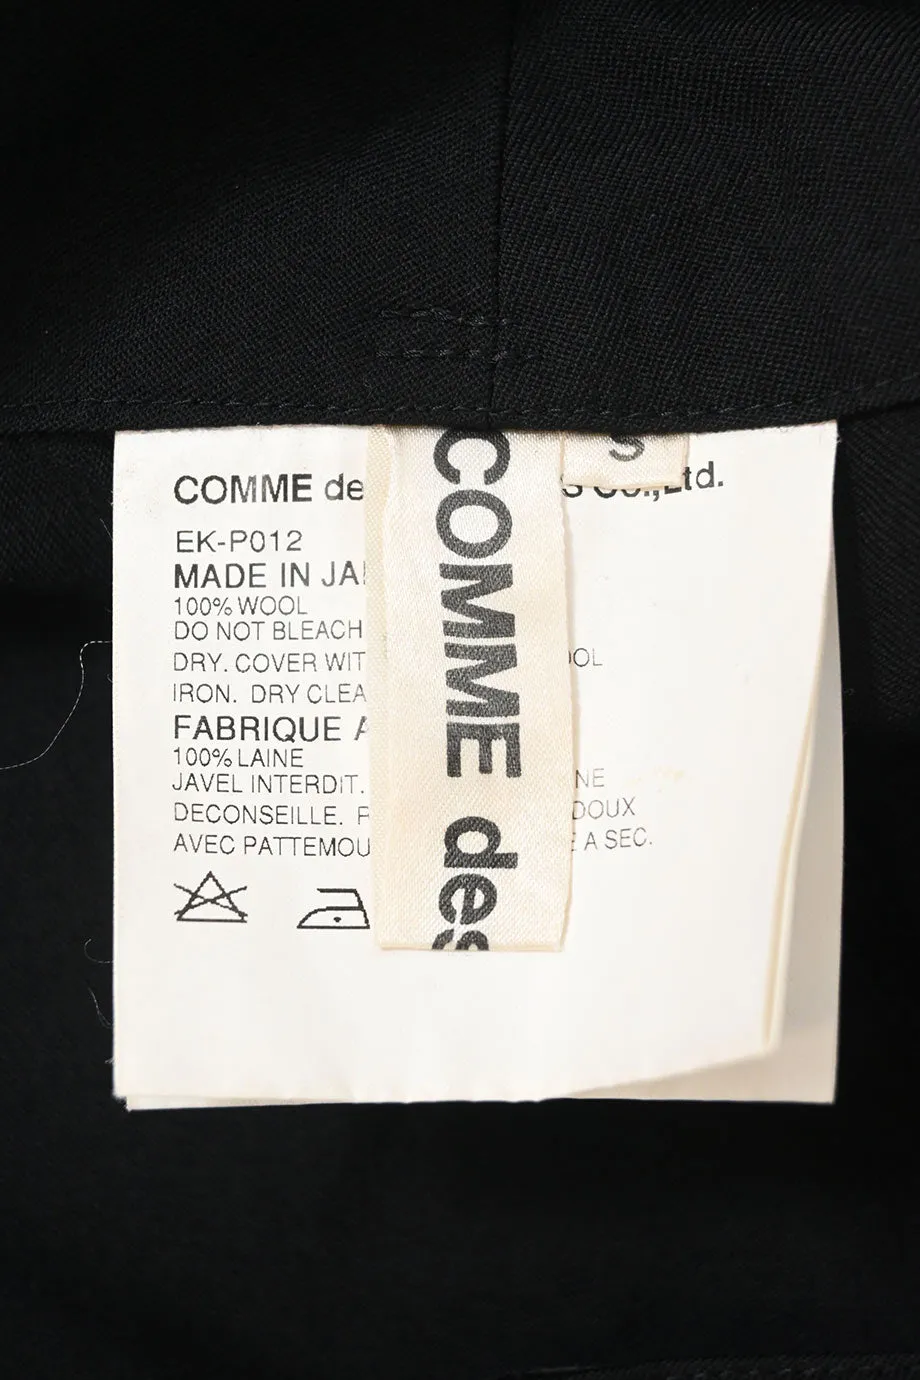 COMME de
S Co.,Ltd.
EK-P012
MADE IN JA
100% WOOL
DO NOT BLEACH
DRY. COVER WIT OOL
IRON. DRY CLEA
FABRIQUE A
100% LAINE
JAVEL INTERDIT. NE
DECONSEILLE. DOUX
AVEC PATTEMOU A SEC.
COMME des
S